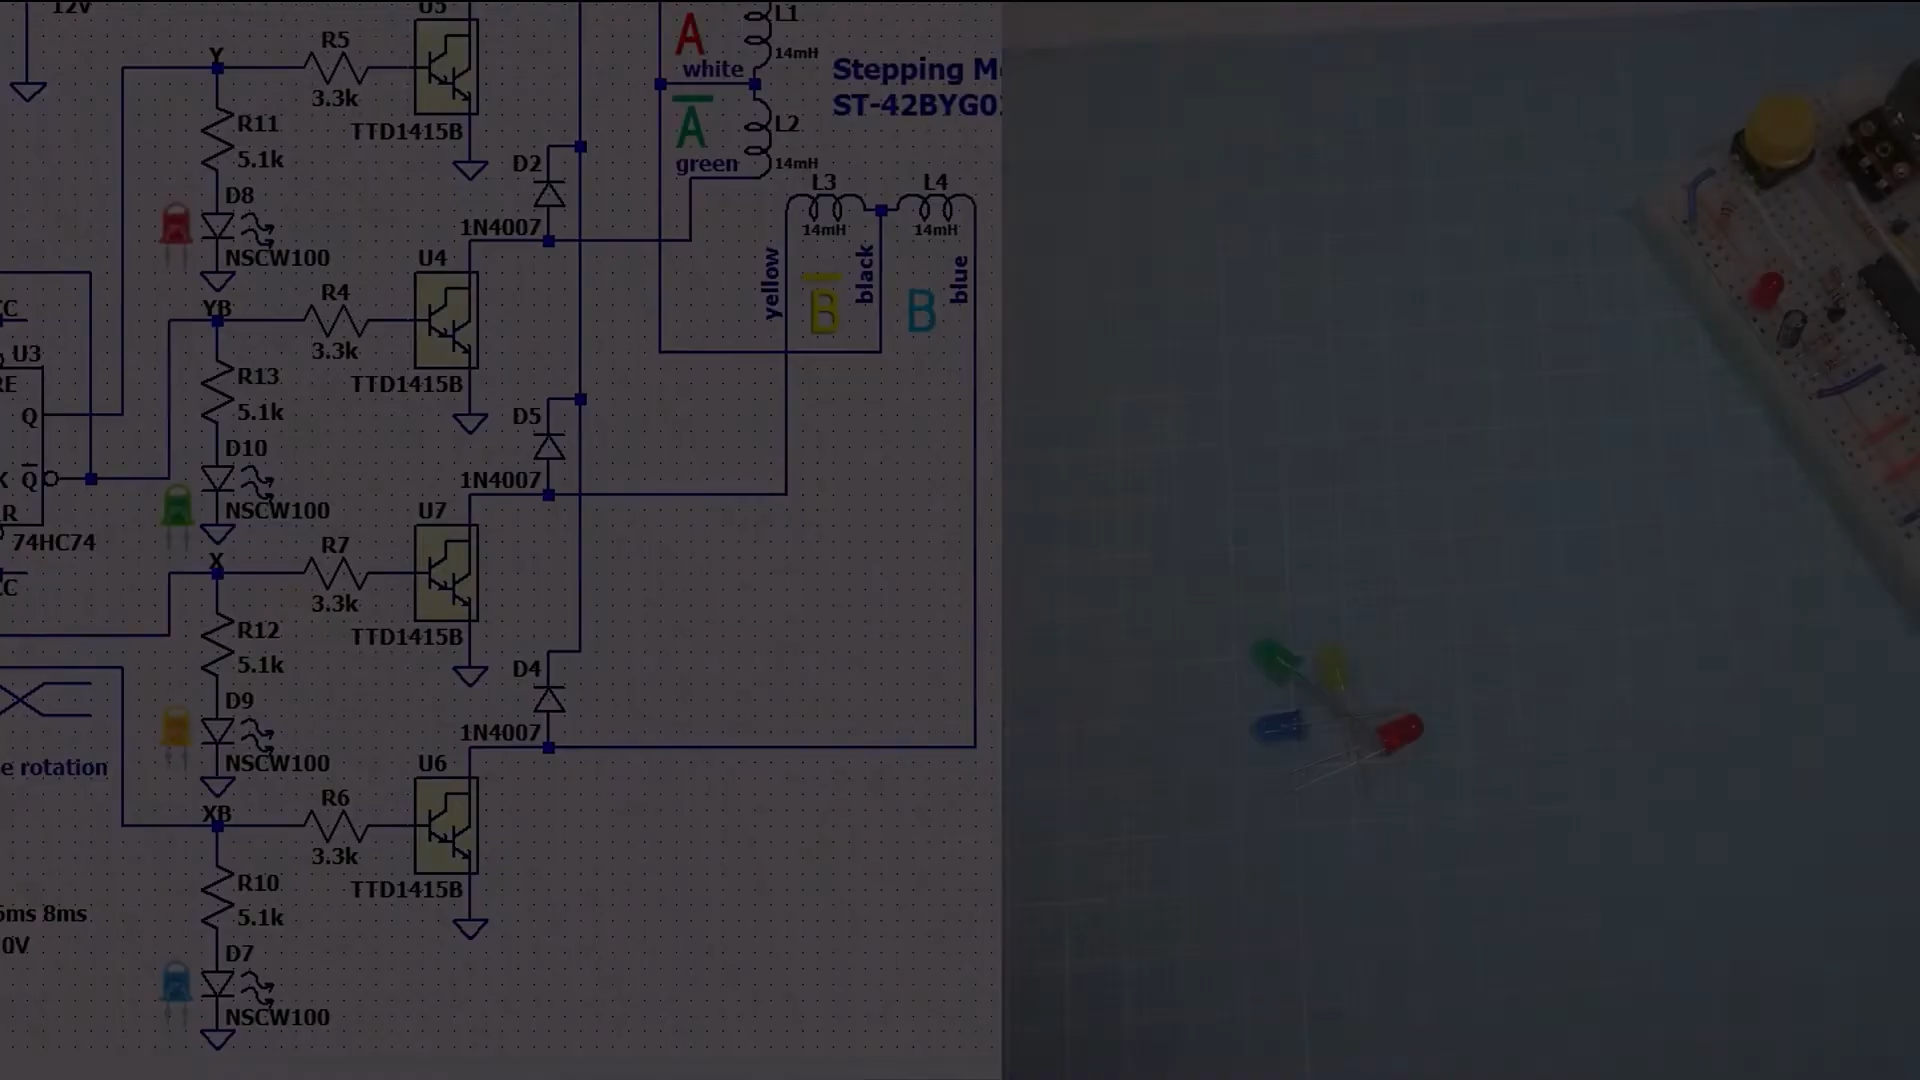 12V
U5
Y
R5
3.3k
TTD1415B
R11
5.1k
D8
NSCW100
A
white
L1
14mH
A
green
L2
14mH
D2
1N4007
L3
14mH
L4
14mH
yellow
B
black
B
blue
YB
R4
3.3k
U4
TTD1415B
U3
Q
Q
74HC74
R13
5.1k
D10
NSCW100
D5
1N4007
X
R7
3.3k
U7
TTD1415B
R12
5.1k
D9
NSCW100
D4
1N4007
e rotation
XB
R6
3.3k
U6
TTD1415B
R10
5.1k
D7
NSCW100
8ms
0V
Stepping
ST-42BYG0